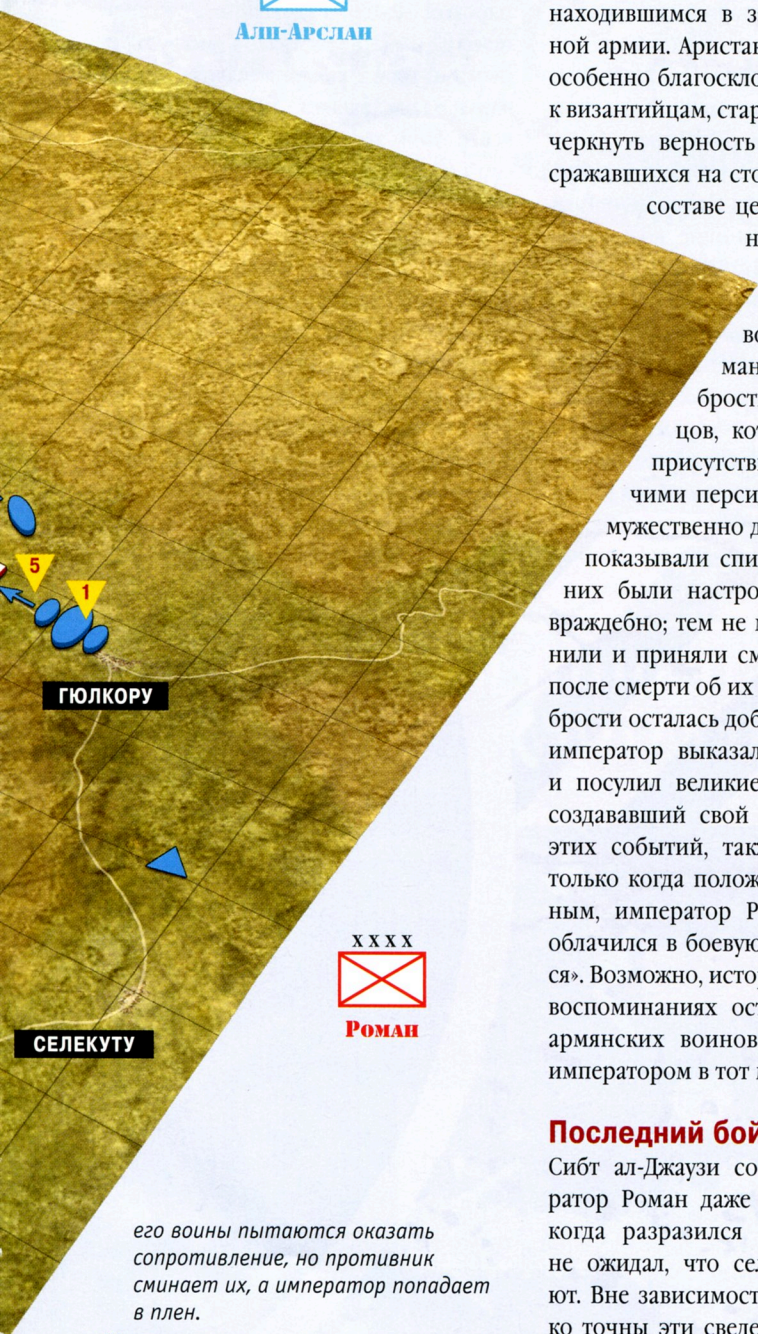 Алп-Арслан
5
1
ГЮЛКОРУ
СЕЛЕКУТУ
XXXX
Роман
его воины пытаются оказать
сопротивление, но противник
сминает их, а император попадает
в плен.
находившимся в з
ной армии. Аристак
особенно благоскло
к византийцам, стар
черкнуть верность
сражавшихся на сто
составе це
н
во
ман
брост
цов, кот
присутстви
чими перси
мужественно д
показывали спи
них были настро
враждебно; тем не м
нили и приняли см
после смерти об их
брости осталась доб
император выказал
и посулил великие
создававший свой
этих событий, так
только когда полож
ным, император Р
облачился в боевую
ся». Возможно, исто
воспоминаниях ост
армянских воинов
императором в тот м
Последний бой
Сибт ал-Джаузи со
ратор Роман даже
когда разразился
не ожидал, что сел
ют. Вне зависимост
ко точны эти сведе